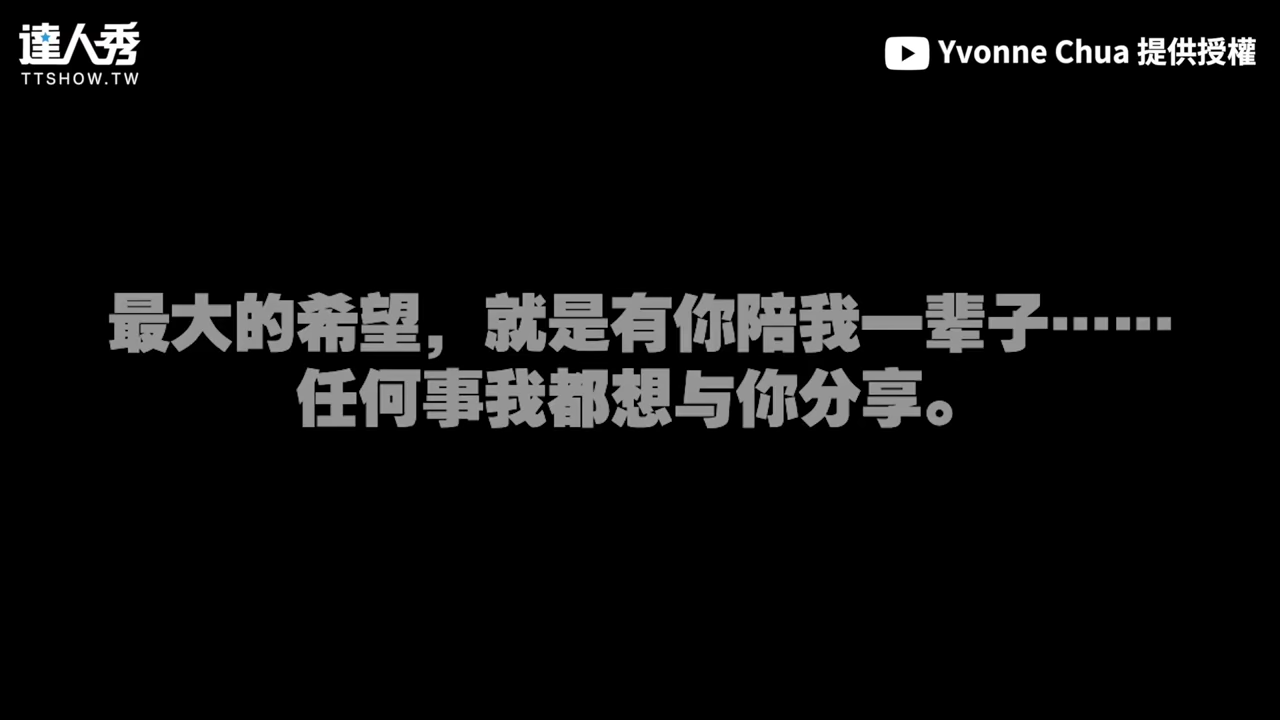 達人秀
TTSHOW.TW
Yvonne Chua 提供授權
最大的希望，就是有你陪我一辈子……
任何事我都想与你分享。